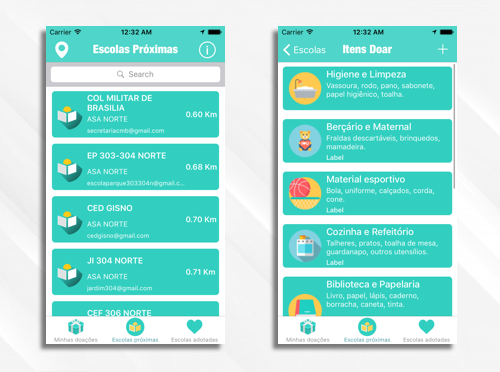 Carrier 12:32 AM
Escolas Próximas
Search
COL MILITAR DE
BRASILIA
ASA NORTE
secretariacmb@gmail.com
0.60 Km
EP 303-304 NORTE
ASA NORTE
escolaparque303304n@gmail.c...
0.68 Km
CED GISNO
ASA NORTE
cedgisno@gmail.com
0.70 Km
JI 304 NORTE
ASA NORTE
jardim304@gmail.com
0.71 Km
CEF 306 NORTE
Minhas doações Escolas próximas Escolas adotadas
Carrier 12:32 AM
Escolas Itens Doar +
Higiene e Limpeza
Vassoura, rodo, pano, sabonete,
papel higiênico, toalha.
Berçário e Maternal
Fraldas descartáveis, brinquedos,
mamadeira.
Label
Material esportivo
Bola, uniforme, calçados, corda,
cone.
Label
Cozinha e Refeitório
Talheres, pratos, toalha de mesa,
guardanapo, outros utensílios.
Label
Biblioteca e Papelaria
Livro, papel, lápis, caderno,
borracha, caneta, tinta.
Minhas doações Escolas próximas Escolas adotadas